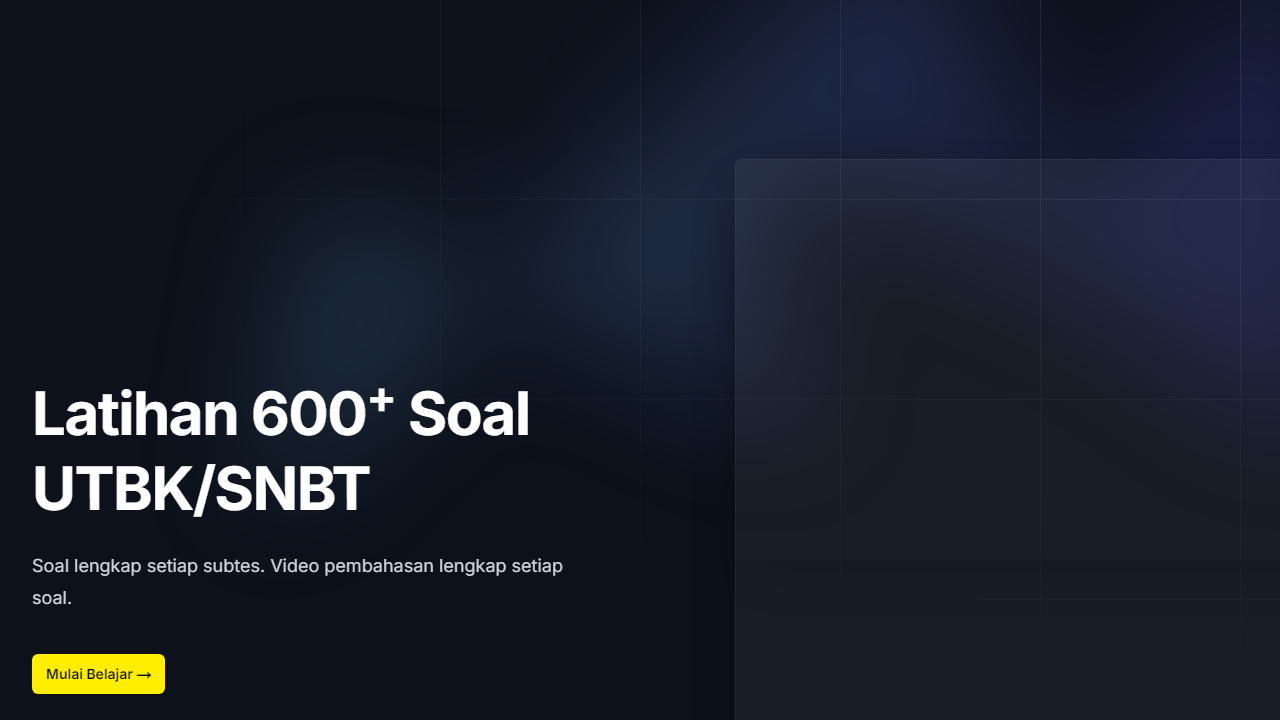 Latihan 600⁺ Soal
UTBK/SNBT
Soal lengkap setiap subtes. Video pembahasan lengkap setiap
soal.
Mulai Belajar →